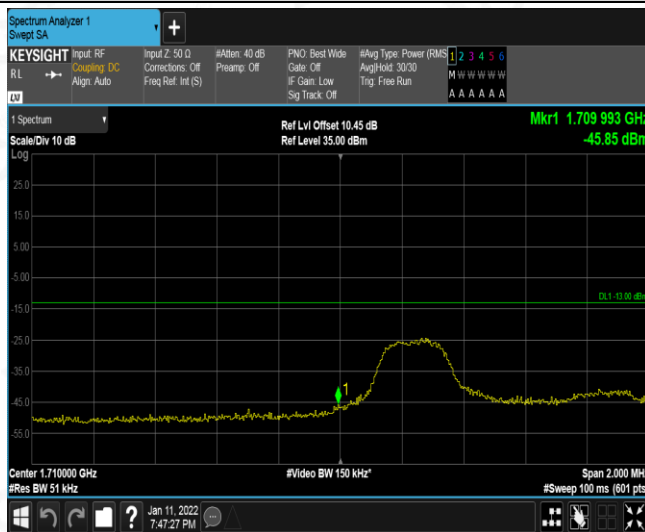 Spectrum Analyzer 1
Swept SA
+
KEYSIGHT
RL
Input: RF
Coupling: DC
Align: Auto
Input Z: 50 Ω
Corrections: Off
Freq Ref: Int (S)
#Atten: 40 dB
Preamp: Off
PNO: Best Wide
Gate: Off
IF Gain: Low
Sig Track: Off
#Avg Type: Power (RMS
Avg|Hold: 30/30
Trig: Free Run
1 2 3 4 5 6
M W W W W W
A A A A A A
LXI
1 Spectrum
Scale/Div 10 dB
Log
Ref Lvl Offset 10.45 dB
Ref Level 35.00 dBm
Mkr1 1.709 993 GHz
-45.85 dBm
25.0
15.0
5.00
-5.00
-15.0
-25.0
-35.0
-45.0
-55.0
DL1 -13.00 dBm
1
Center 1.710000 GHz
#Res BW 51 kHz
#Video BW 150 kHz*
Span 2.000 MHz
#Sweep 100 ms (601 pts)
?
Jan 11, 2022
7:47:27 PM